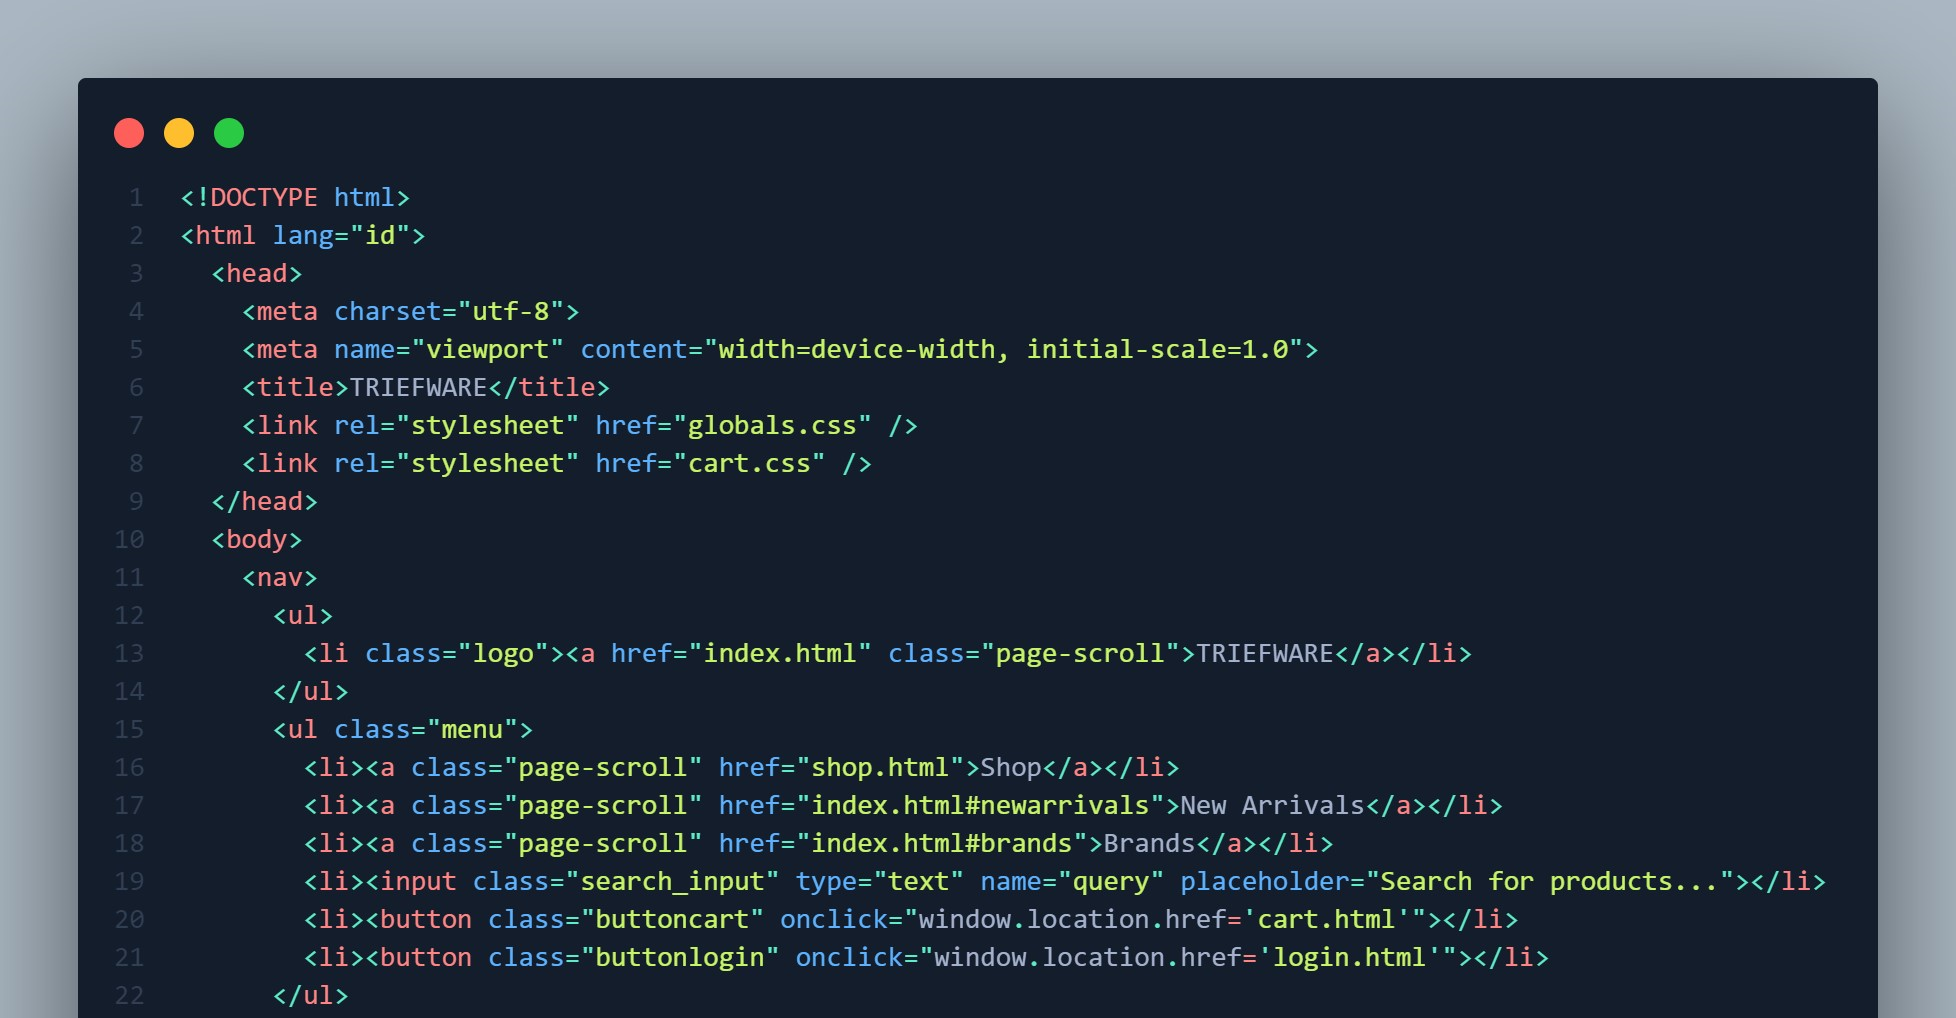 1 <!DOCTYPE html>
2 <html lang="id">
3   <head>
4     <meta charset="utf-8">
5     <meta name="viewport" content="width=device-width, initial-scale=1.0">
6     <title>TRIEFWARE</title>
7     <link rel="stylesheet" href="globals.css" />
8     <link rel="stylesheet" href="cart.css" />
9   </head>
10   <body>
11     <nav>
12       <ul>
13         <li class="logo"><a href="index.html" class="page-scroll">TRIEFWARE</a></li>
14       </ul>
15       <ul class="menu">
16         <li><a class="page-scroll" href="shop.html">Shop</a></li>
17         <li><a class="page-scroll" href="index.html#newarrivals">New Arrivals</a></li>
18         <li><a class="page-scroll" href="index.html#brands">Brands</a></li>
19         <li><input class="search_input" type="text" name="query" placeholder="Search for products..."></li>
20         <li><button class="buttoncart" onclick="window.location.href='cart.html'"></li>
21         <li><button class="buttonlogin" onclick="window.location.href='login.html'"></li>
22       </ul>